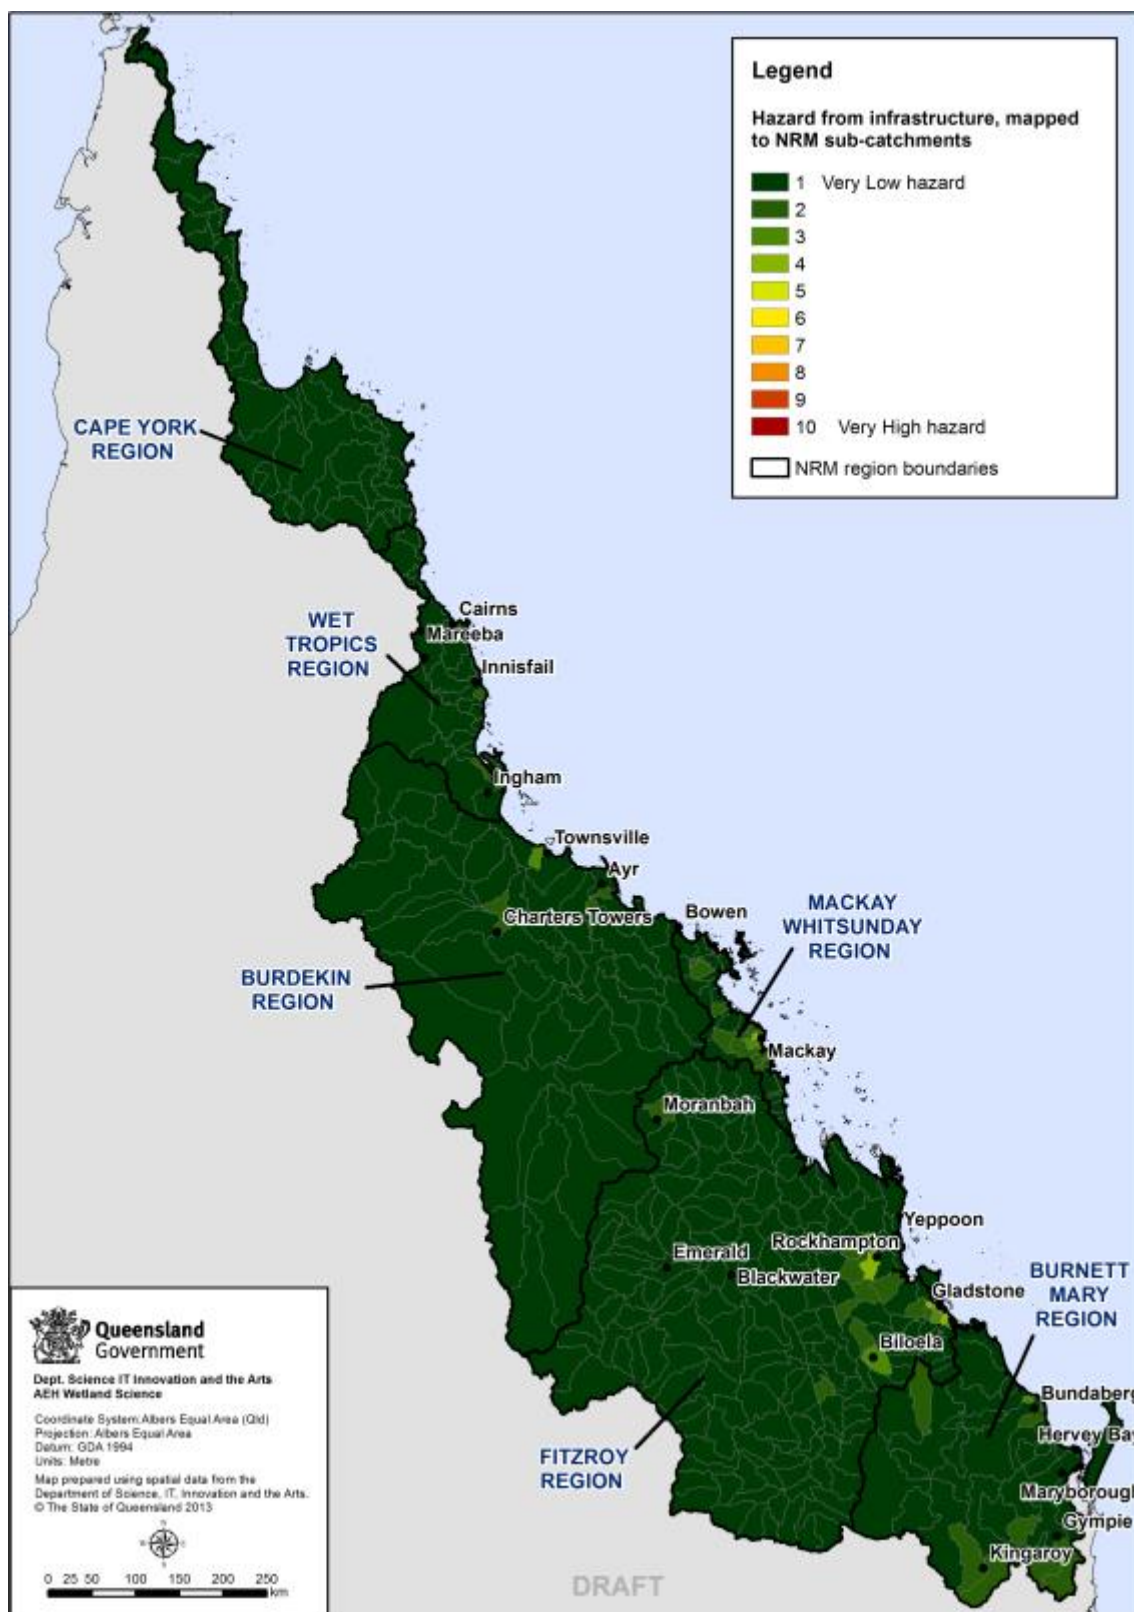 Legend
Hazard from infrastructure, mapped
to NRM sub-catchments
1 Very Low hazard
2
3
4
5
6
7
8
9
10 Very High hazard
NRM region boundaries
CAPE YORK
REGION
WET
TROPICS
REGION
Cairns
Mareeba
Innisfail
Ingham
Townsville
Ayr
Charters Towers
Bowen
MACKAY
WHITSUNDAY
REGION
BURDEKIN
REGION
Mackay
Moranbah
Yeppoon
Rockhampton
Emerald
Blackwater
Gladstone
BURNETT
MARY
REGION
Biloela
Bundaberg
Hervey Bay
FITZROY
REGION
Maryborough
Gympie
Kingaroy
Queensland
Government
Dept. Science IT Innovation and the Arts
AEH Wetland Science
Coordinate System: Albers Equal Area (Qld)
Projection: Albers Equal Area
Datum: GDA 1994
Units: Metre
Map prepared using spatial data from the
Department of Science, IT, Innovation and the Arts.
© The State of Queensland 2013
N
W E
S
0 25 50 100 150 200 250
km
DRAFT